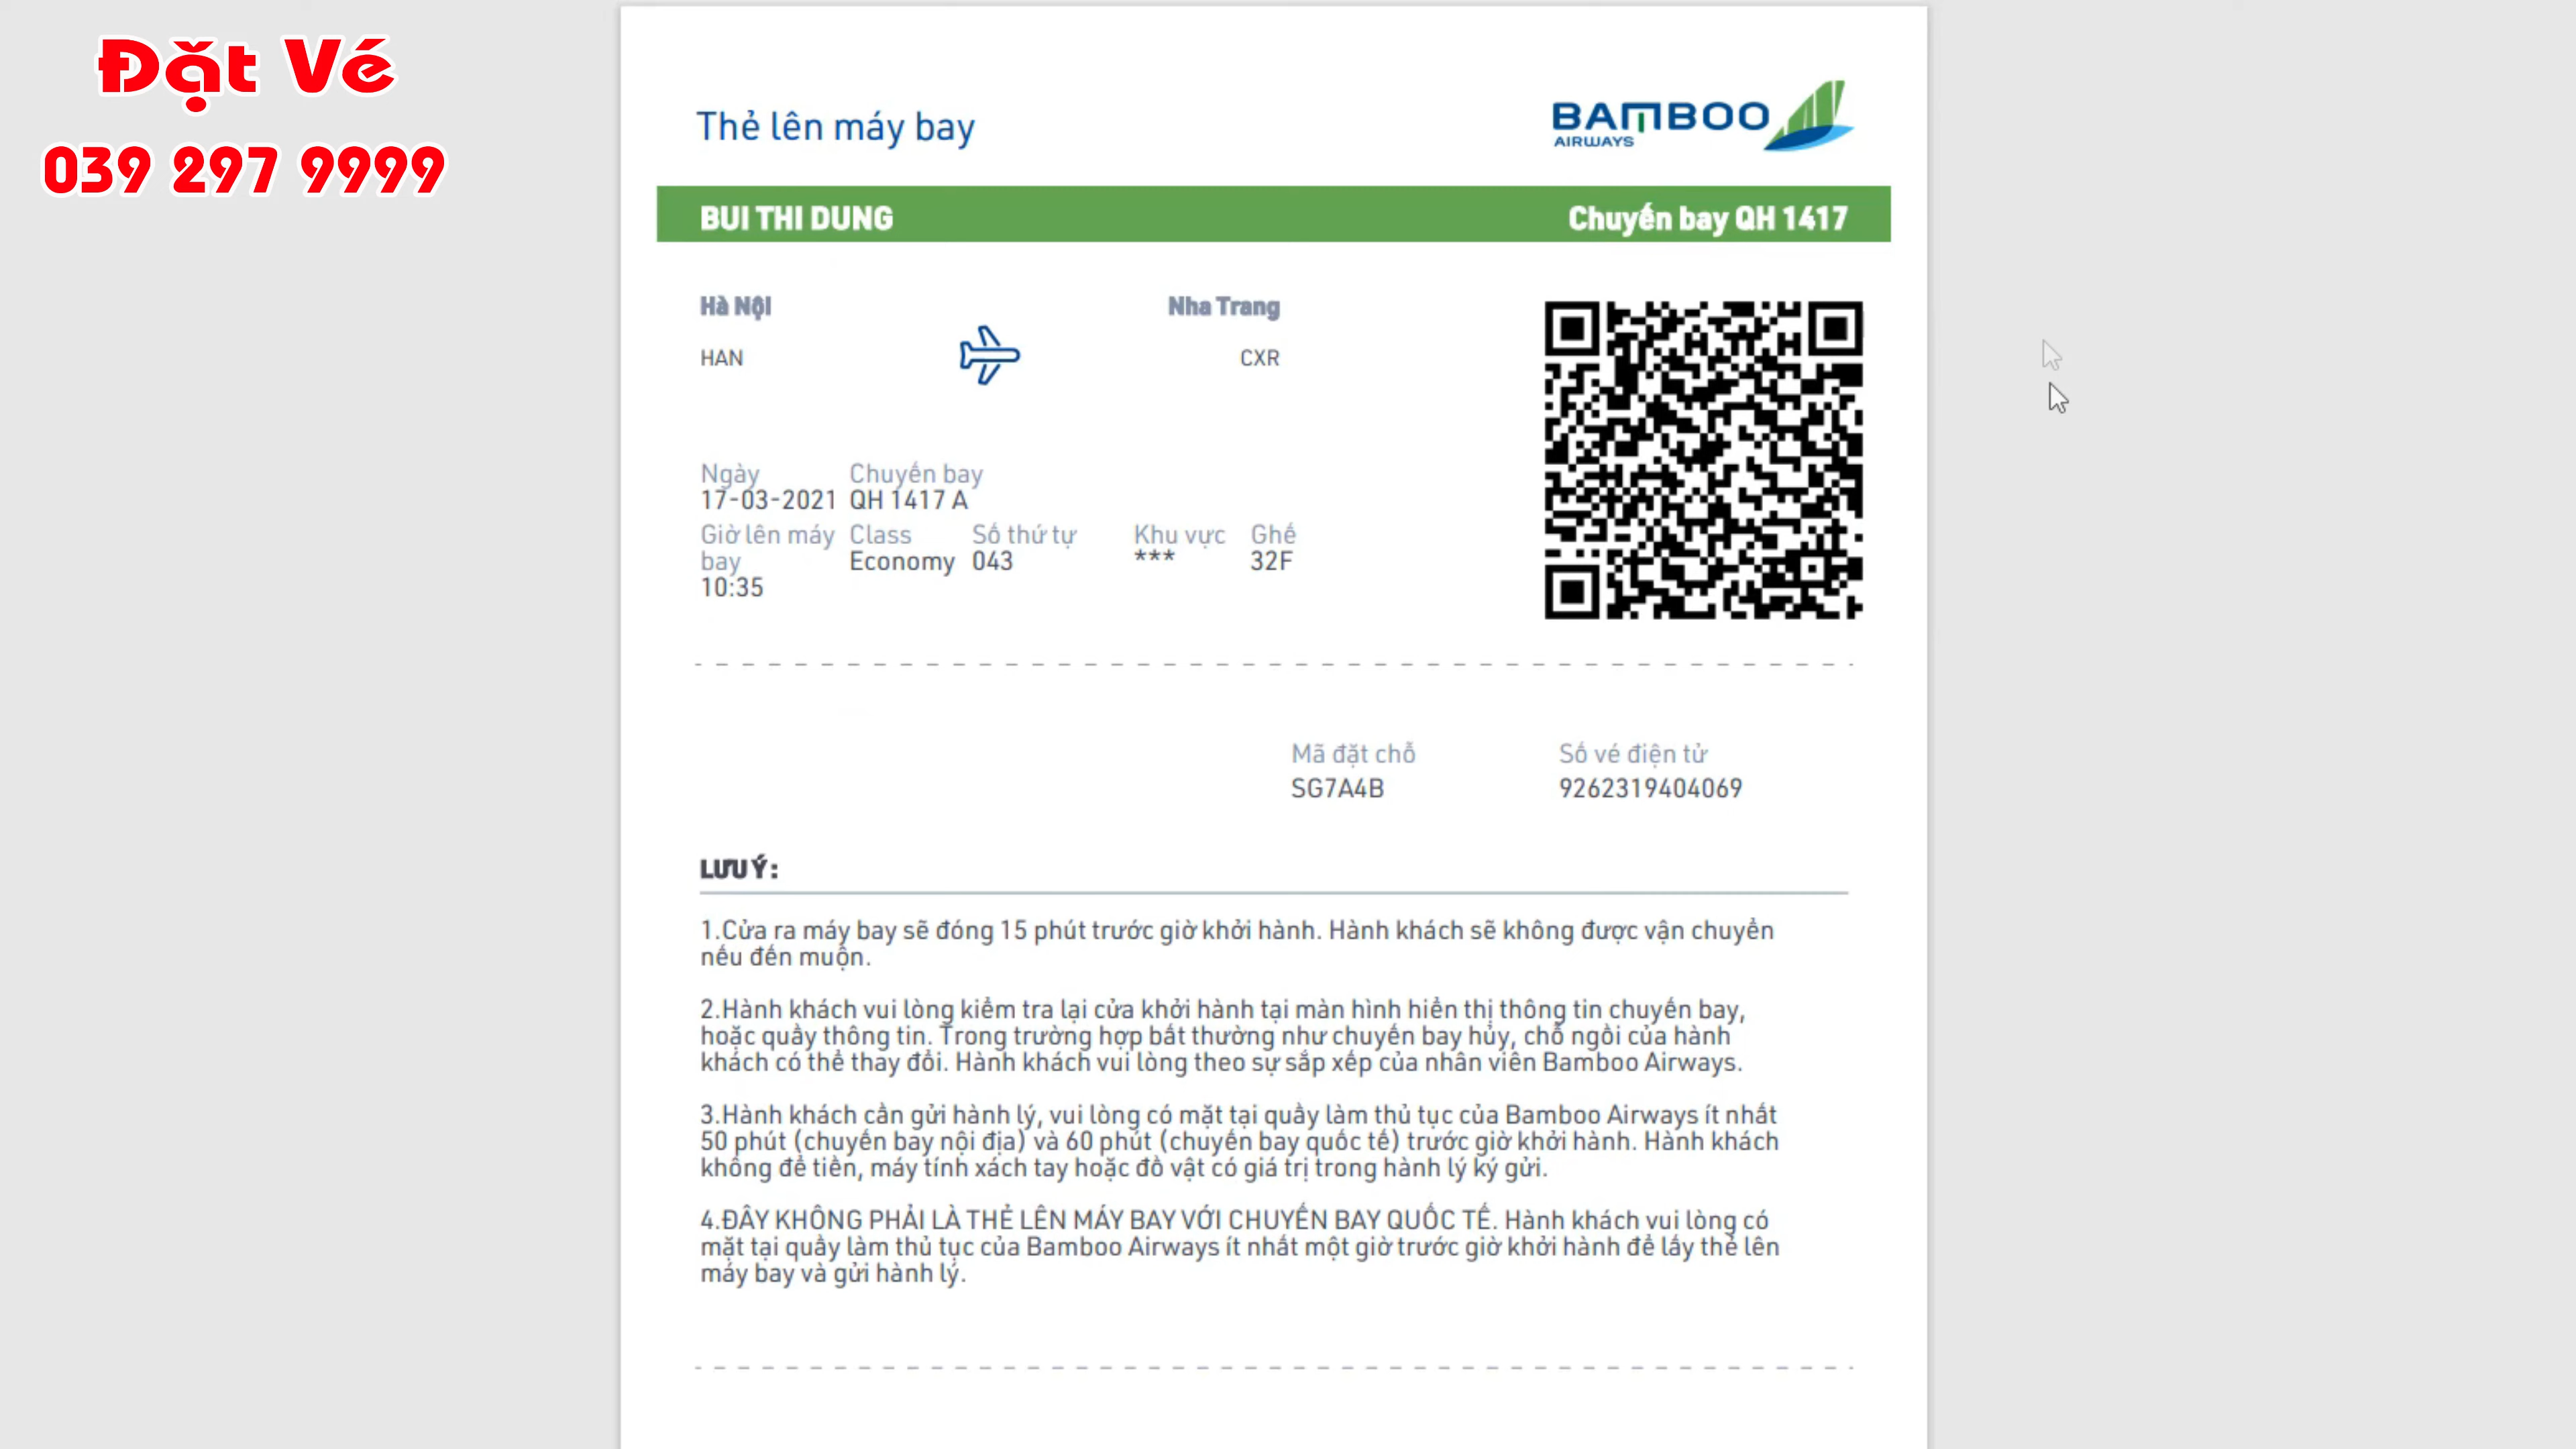 Đặt Vé
039 297 9999
Thẻ lên máy bay
BAMBOO
AIRWAYS
BUI THI DUNG
Chuyến bay QH 1417
Hà Nội
Nha Trang
HAN
CXR
Ngày
Chuyến bay
17-03-2021
QH 1417 A
Giờ lên máy
Class
Số thứ tự
Khu vực
Ghế
bay
Economy
043
***
32F
10:35
Mã đặt chỗ
Số vé điện tử
SG7A4B
9262319404069
LƯU Ý:
1.Cửa ra máy bay sẽ đóng 15 phút trước giờ khởi hành. Hành khách sẽ không được vận chuyển
nếu đến muộn.
2.Hành khách vui lòng kiểm tra lại cửa khởi hành tại màn hình hiển thị thông tin chuyến bay,
hoặc quầy thông tin. Trong trường hợp bất thường như chuyến bay hủy, chỗ ngồi của hành
khách có thể thay đổi. Hành khách vui lòng theo sự sắp xếp của nhân viên Bamboo Airways.
3.Hành khách cần gửi hành lý, vui lòng có mặt tại quầy làm thủ tục của Bamboo Airways ít nhất
50 phút (chuyến bay nội địa) và 60 phút (chuyến bay quốc tế) trước giờ khởi hành. Hành khách
không để tiền, máy tính xách tay hoặc đồ vật có giá trị trong hành lý ký gửi.
4.ĐÂY KHÔNG PHẢI LÀ THẺ LÊN MÁY BAY VỚI CHUYẾN BAY QUỐC TẾ. Hành khách vui lòng có
mặt tại quầy làm thủ tục của Bamboo Airways ít nhất một giờ trước giờ khởi hành để lấy thẻ lên
máy bay và gửi hành lý.